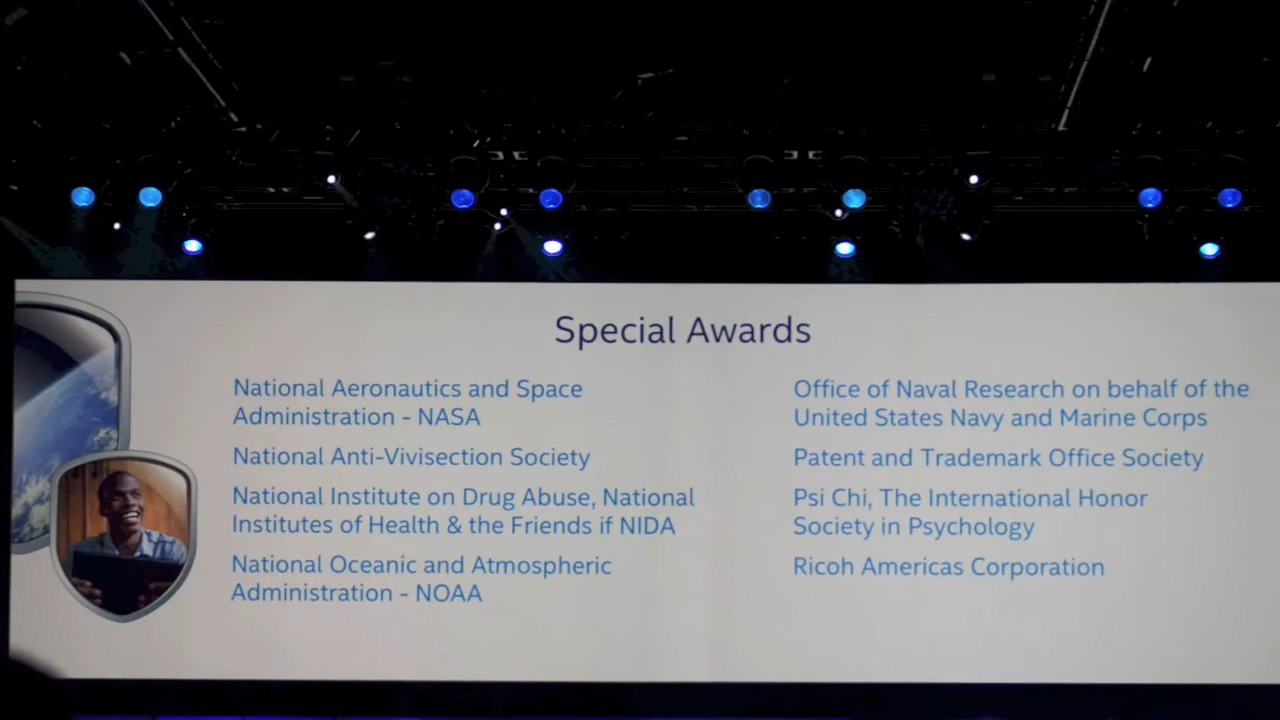 Special Awards
National Aeronautics and Space
Administration - NASA
National Anti-Vivisection Society
National Institute on Drug Abuse, National
Institutes of Health & the Friends if NIDA
National Oceanic and Atmospheric
Administration - NOAA
Office of Naval Research on behalf of the
United States Navy and Marine Corps
Patent and Trademark Office Society
Psi Chi, The International Honor
Society in Psychology
Ricoh Americas Corporation